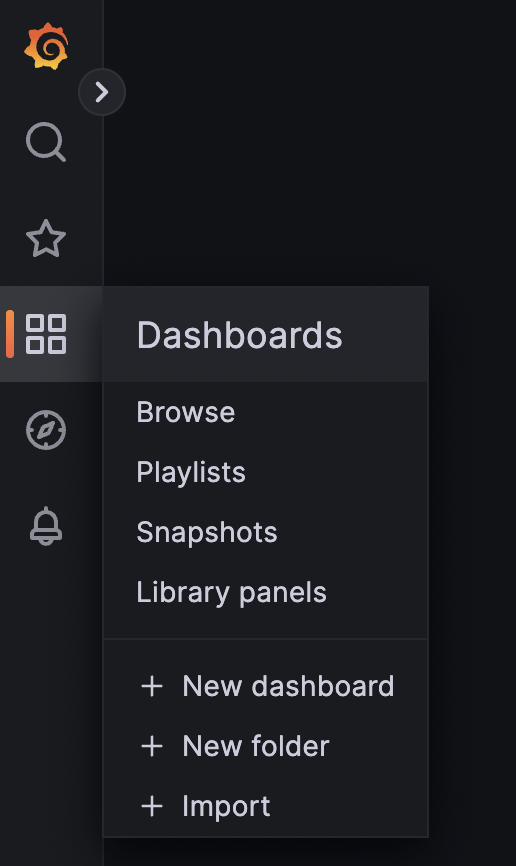 Dashboards
Browse
Playlists
Snapshots
Library panels
+ New dashboard
+ New folder
+ Import